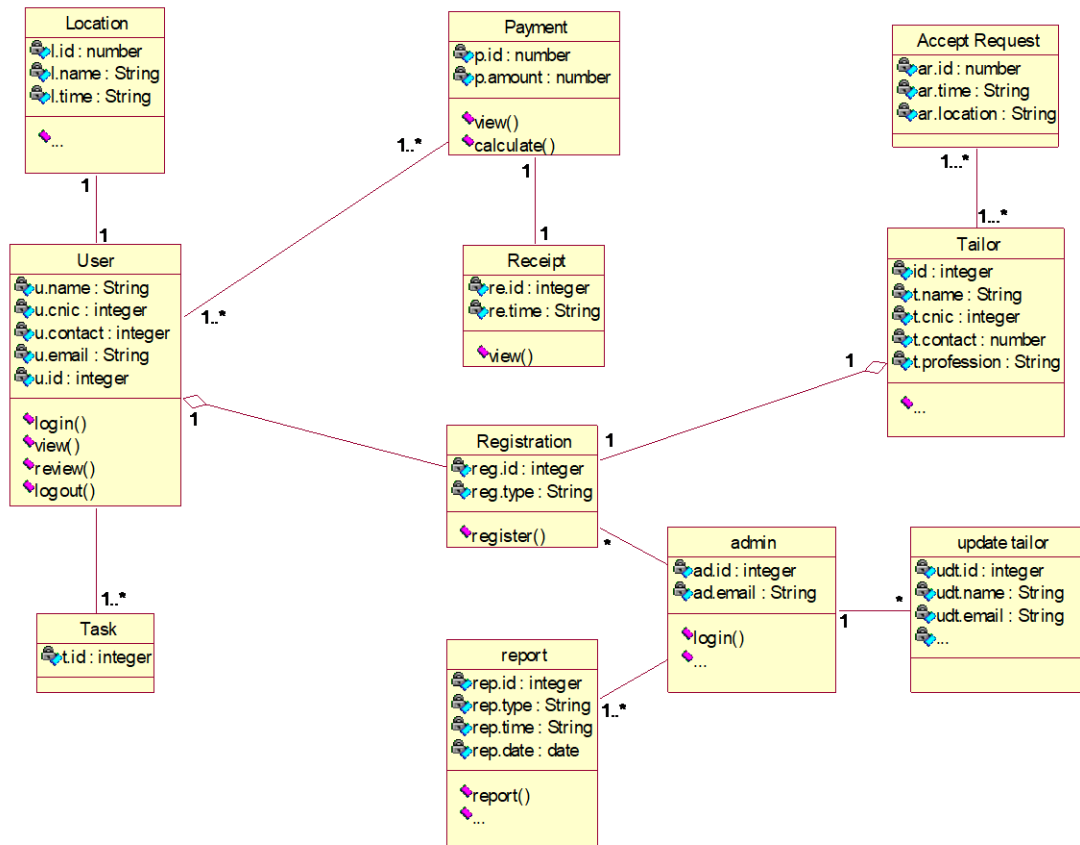 Location
l.id : number
l.name : String
l.time : String
...
1
1
User
u.name : String
u.cnic : integer
u.contact : integer
u.email : String
u.id : integer
login()
view()
review()
logout()
1..*
Task
t.id : integer
Payment
p.id : number
p.amount : number
view()
calculate()
1..*
1..*
1
1
Receipt
re.id : integer
re.time : String
view()
Accept Request
ar.id : number
ar.time : String
ar.location : String
1...*
1...*
Tailor
id : integer
t.name : String
t.cnic : integer
t.contact : number
t.profession : String
...
1
1
1
Registration
reg.id : integer
reg.type : String
register()
*
admin
ad.id : integer
ad.email : String
login()
...
1
*
update tailor
udt.id : integer
udt.name : String
udt.email : String
...
1..*
report
rep.id : integer
rep.type : String
rep.time : String
rep.date : date
report()
...